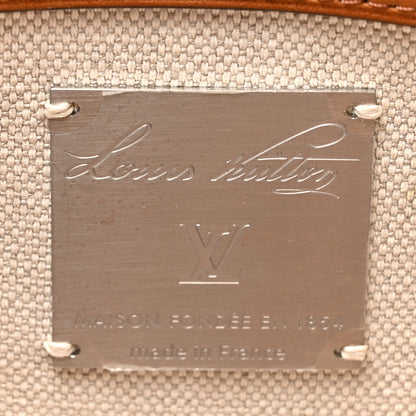 Louis Vuitton
LV
MAISON FONDÉE EN 1854
made in France